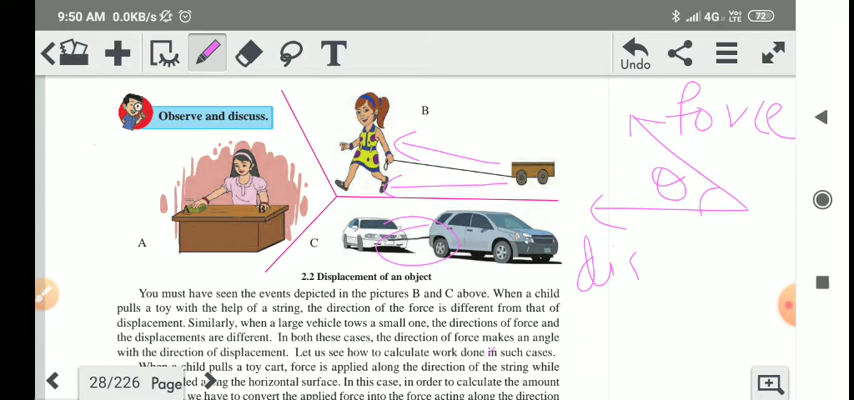 9:50 AM 0.0KB/s
4G Vo LTE 72
T
Undo
Observe and discuss.
B
force
θ
A B
A
C
dis
2.2 Displacement of an object
You must have seen the events depicted in the pictures B and C above. When a child
pulls a toy with the help of a string, the direction of the force is different from that of
displacement. Similarly, when a large vehicle tows a small one, the directions of force and
the displacements are different. In both these cases, the direction of force makes an angle
with the direction of displacement. Let us see how to calculate work done in such cases.
When a child pulls a toy cart, force is applied along the direction of the string while
led along the horizontal surface. In this case, in order to calculate the amount
28/226 Page
we have to convert the applied force into the force acting along the direction